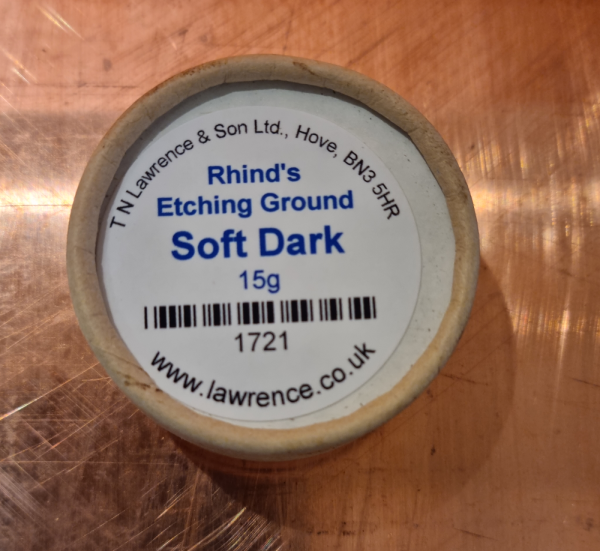 T N Lawrence & Son Ltd., Hove, BN3 5HR
Rhind's
Etching Ground
Soft Dark
15g
1721
www.lawrence.co.uk